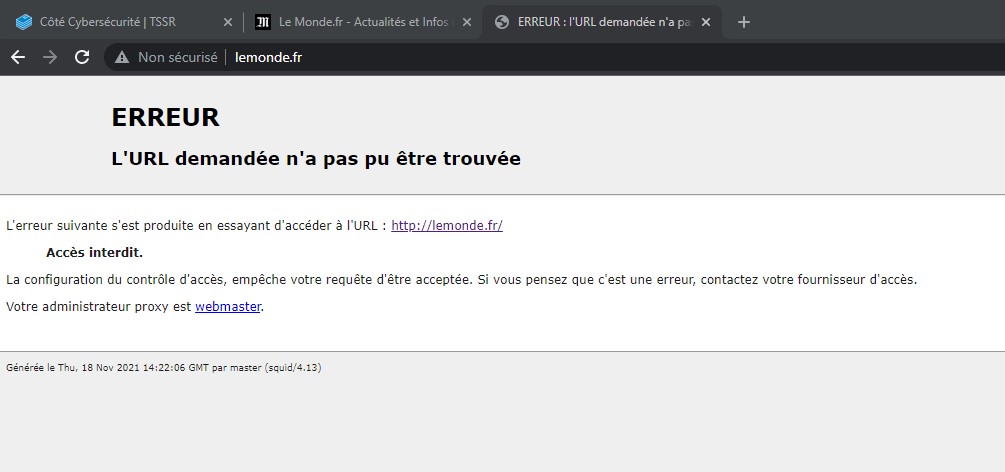 Côté Cybersécurité | TSSR
Le Monde.fr - Actualités et Infos
ERREUR : l'URL demandée n'a pas
Non sécurisé
lemonde.fr
ERREUR
L'URL demandée n'a pas pu être trouvée
L'erreur suivante s'est produite en essayant d'accéder à l'URL : http://lemonde.fr/
Accès interdit.
La configuration du contrôle d'accès, empêche votre requête d'être acceptée. Si vous pensez que c'est une erreur, contactez votre fournisseur d'accès.
Votre administrateur proxy est webmaster.
Générée le Thu, 18 Nov 2021 14:22:06 GMT par master (squid/4.13)